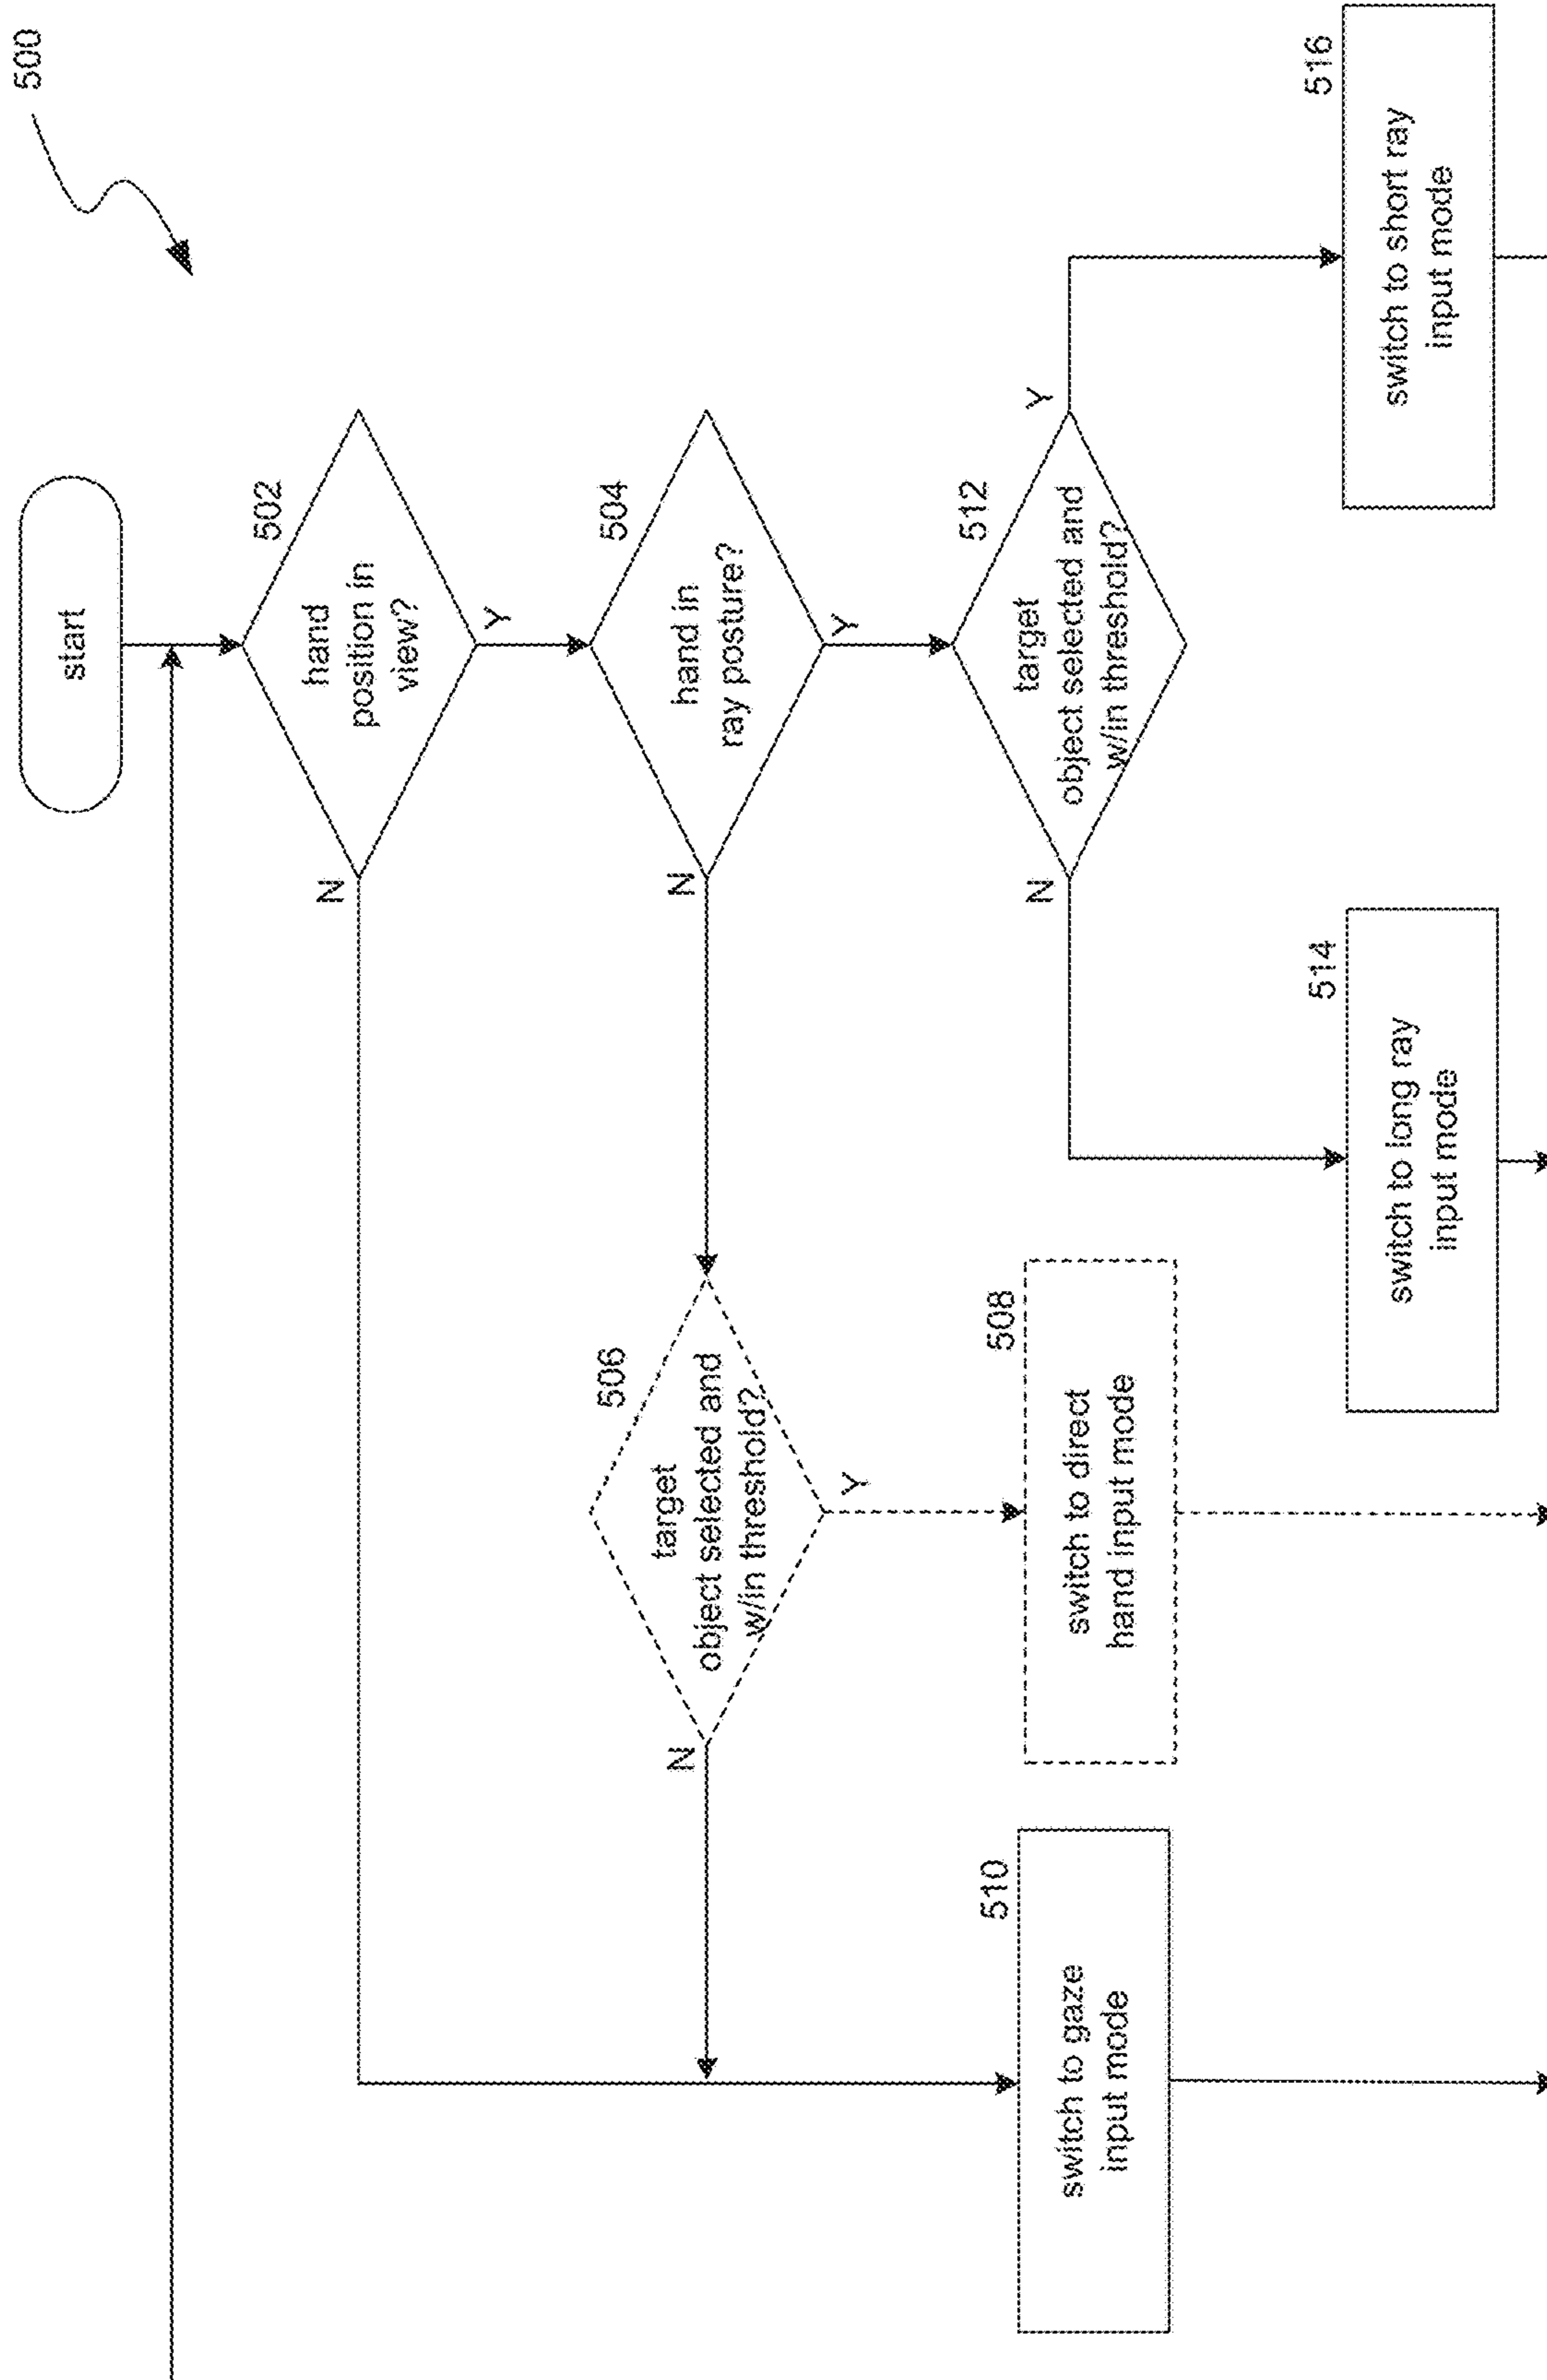 500
start
502
hand
position in
view?
N
Y
504
hand in
ray posture?
N
Y
506
target
object selected and
w/in threshold?
N
Y
512
target
object selected and
w/in threshold?
N
Y
510
switch to gaze
input mode
508
switch to direct
hand input mode
514
switch to long ray
input mode
516
switch to short ray
input mode